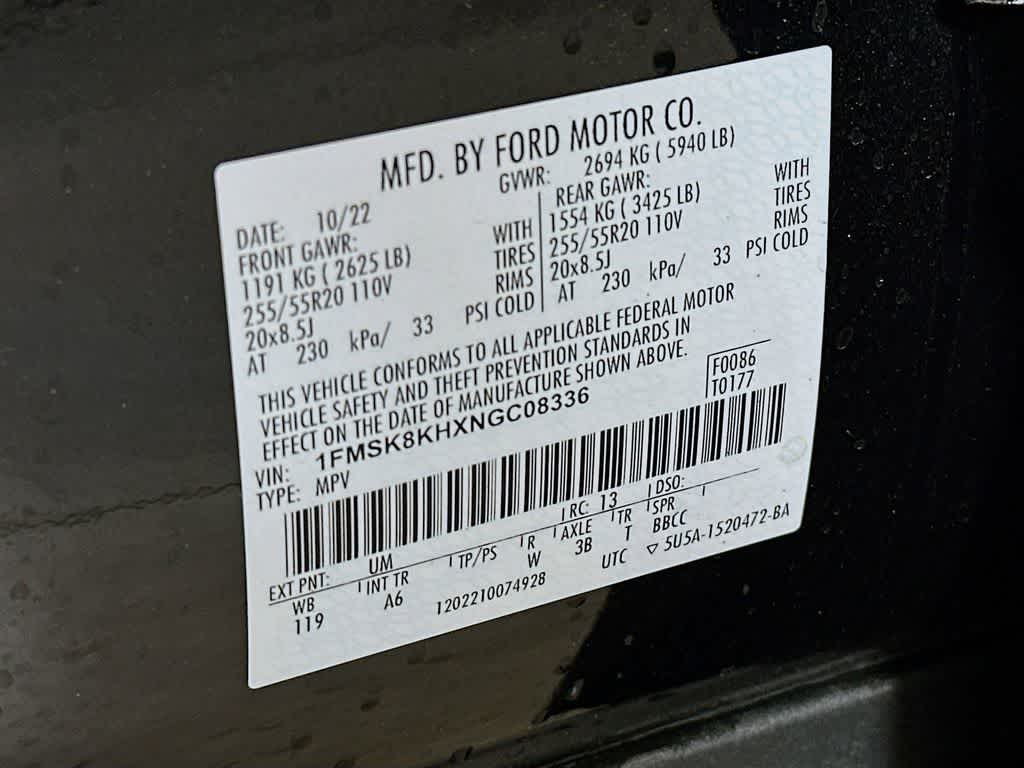 MFD. BY FORD MOTOR CO.
DATE: 10/22 GVWR: 2694 KG ( 5940 LB)
FRONT GAWR: REAR GAWR:
1191 KG ( 2625 LB) WITH 1554 KG ( 3425 LB) WITH
255/55R20 110V TIRES 255/55R20 110V TIRES
20x8.5J RIMS 20x8.5J RIMS
AT 230 kPa/ 33 PSI COLD AT 230 kPa/ 33 PSI COLD
THIS VEHICLE CONFORMS TO ALL APPLICABLE FEDERAL MOTOR
VEHICLE SAFETY AND THEFT PREVENTION STANDARDS IN
EFFECT ON THE DATE OF MANUFACTURE SHOWN ABOVE.
VIN: 1FMSK8KHXNGC08336 F0086
TYPE: MPV T0177
EXT PNT: UM RC: 13 DSO:
WB INT TR TP/PS R AXLE TR SPR
119 A6 W 3B T BBCC
1202210074928 UTC ▽ 5U5A-1520472-BA